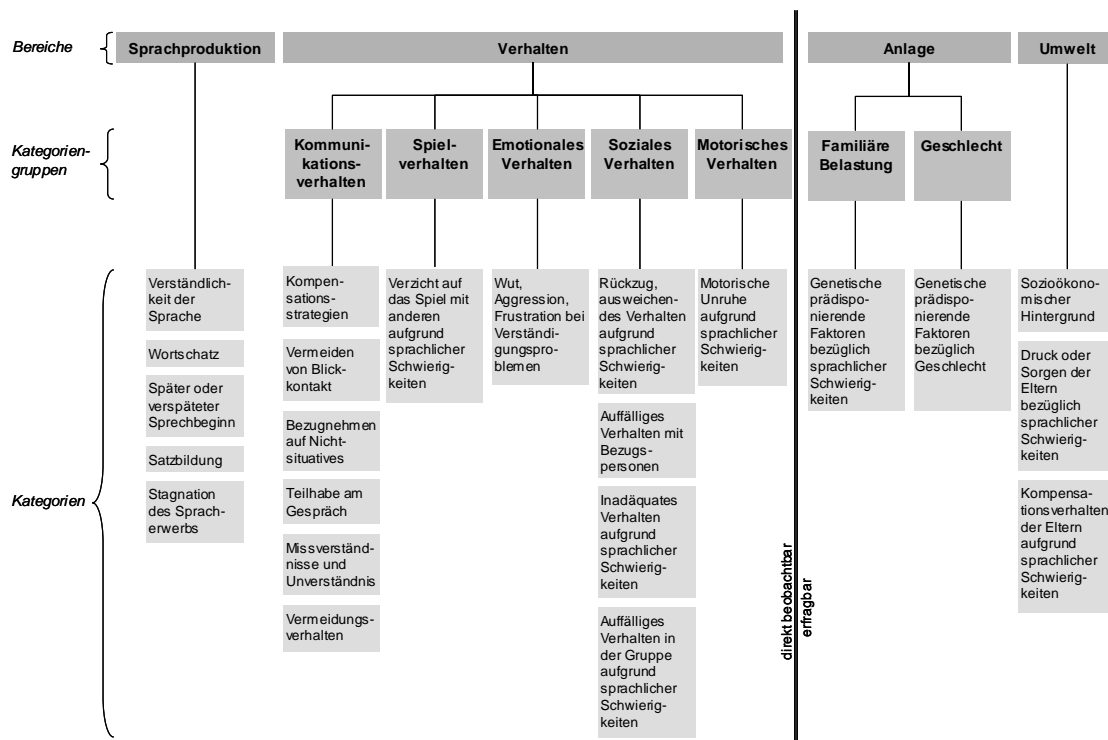 Bereiche
Sprachproduktion
Verhalten
Anlage
Umwelt
Kategorien-
gruppen
Kommuni-
kations-
verhalten
Spiel-
verhalten
Emotionales
Verhalten
Soziales
Verhalten
Motorisches
Verhalten
Familiäre
Belastung
Geschlecht
Kategorien
Verständlich-
keit der
Sprache
Wortschatz
Später oder
verspäteter
Sprechbeginn
Satzbildung
Stagnation
des Sprach-
erwerbs
Kompen-
sations-
strategien
Vermeiden
von Blick-
kontakt
Bezugnehmen
auf Nicht-
situatives
Teilhabe am
Gespräch
Missverständ-
nisse und
Unverständnis
Vermeidungs-
verhalten
Verzicht auf
das Spiel mit
anderen
aufgrund
sprachlicher
Schwierig-
keiten
Wut,
Aggression,
Frustration bei
Verständi-
gungspro-
blemen
Rückzug,
ausweichen-
des Verhalten
aufgrund
sprachlicher
Schwierig-
keiten
Auffälliges
Verhalten mit
Bezugs-
personen
Inadäquates
Verhalten
aufgrund
sprachlicher
Schwierig-
keiten
Auffälliges
Verhalten in
der Gruppe
aufgrund
sprachlicher
Schwierig-
keiten
Motorische
Unruhe
aufgrund
sprachlicher
Schwierig-
keiten
direkt beobachtbar
erfragbar
Genetische
prädispo-
nierende
Faktoren
bezüglich
sprachlicher
Schwierig-
keiten
Genetische
prädispo-
nierende
Faktoren
bezüglich
Geschlecht
Sozioökono-
mischer
Hintergrund
Druck oder
Sorgen der
Eltern
bezüglich
sprachlicher
Schwierig-
keiten
Kompensa-
tionsverhalten
der Eltern
aufgrund
sprachlicher
Schwierig-
keiten